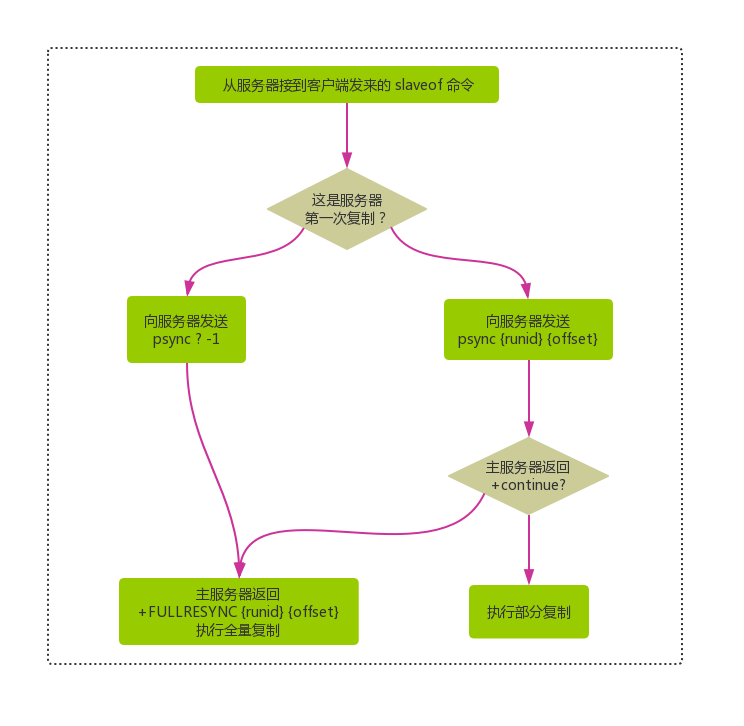 从服务器接到客户端发来的 slaveof 命令
这是服务器
第一次复制？
向服务器发送
psync ? -1
向服务器发送
psync {runid} {offset}
主服务器返回
+continue?
主服务器返回
+FULLRESYNC {runid} {offset}
执行全量复制
执行部分复制